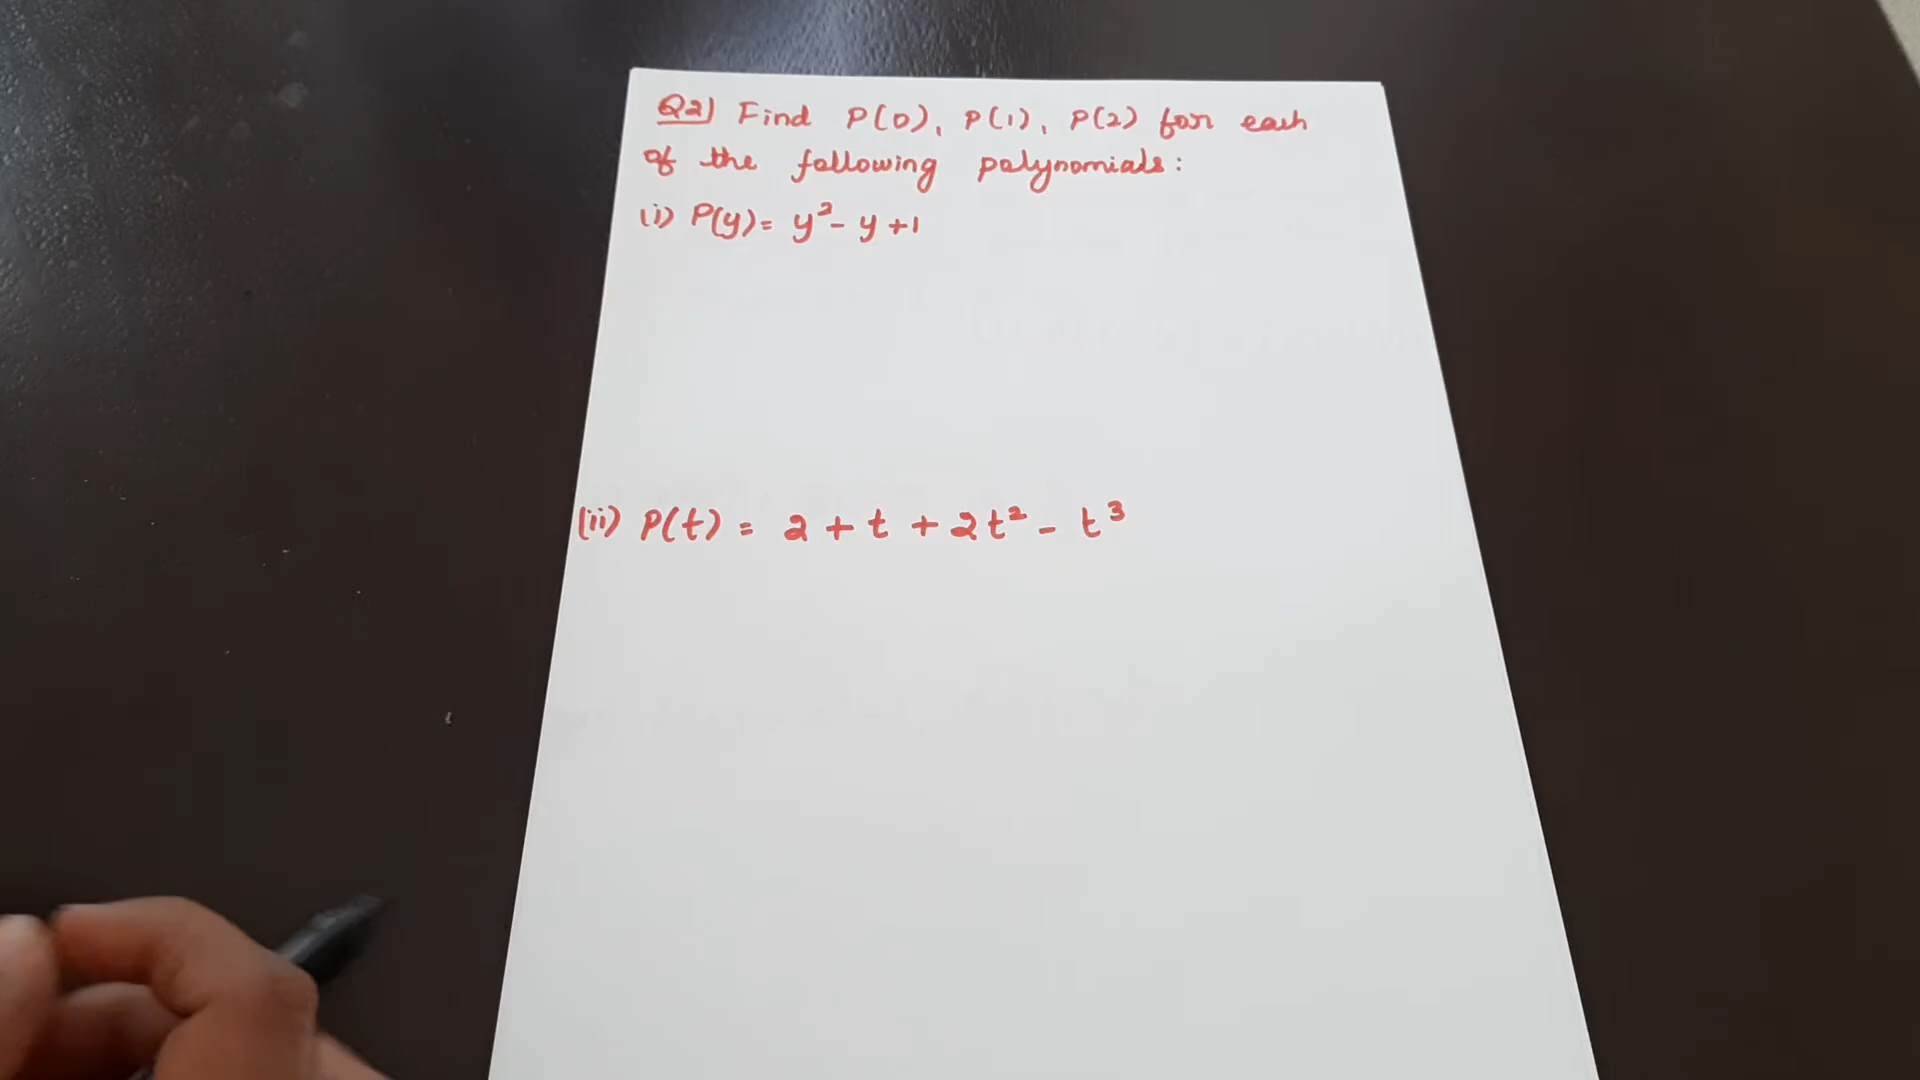 Q2) Find P(0), P(1), P(2) for each
of the following polynomials:
(i) P(y) = y² - y + 1
(ii) P(t) = 2 + t + 2t² - t³